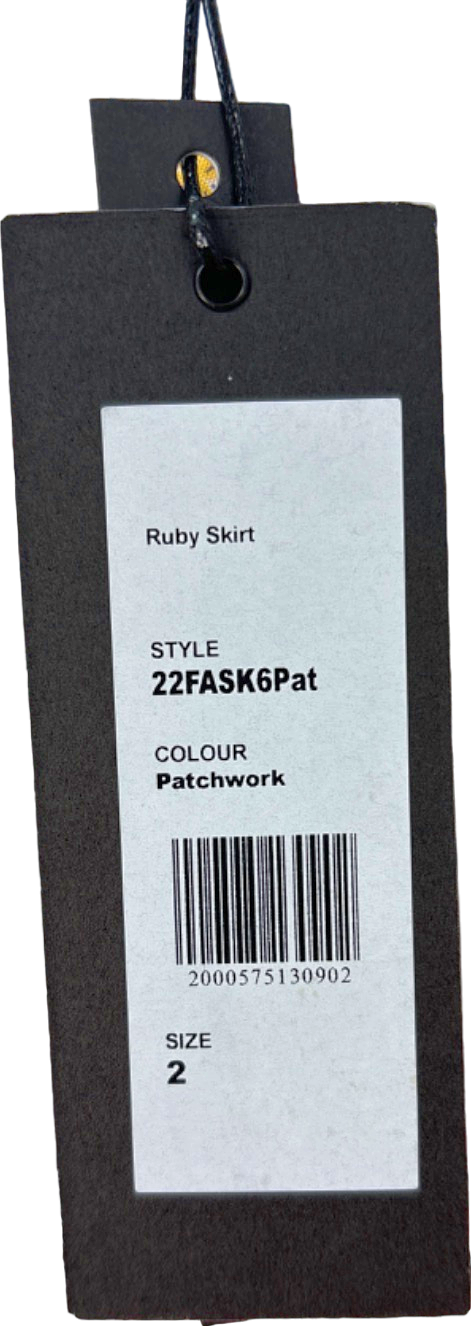 Ruby Skirt
STYLE
22FASK6Pat
COLOUR
Patchwork
2000575130902
SIZE
2